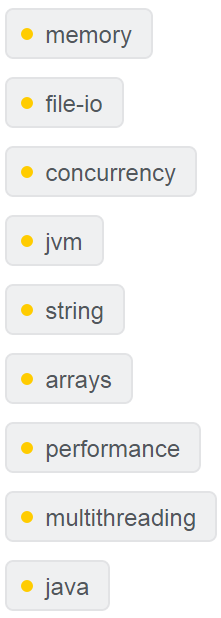 memory
file-io
concurrency
jvm
string
arrays
performance
multithreading
java